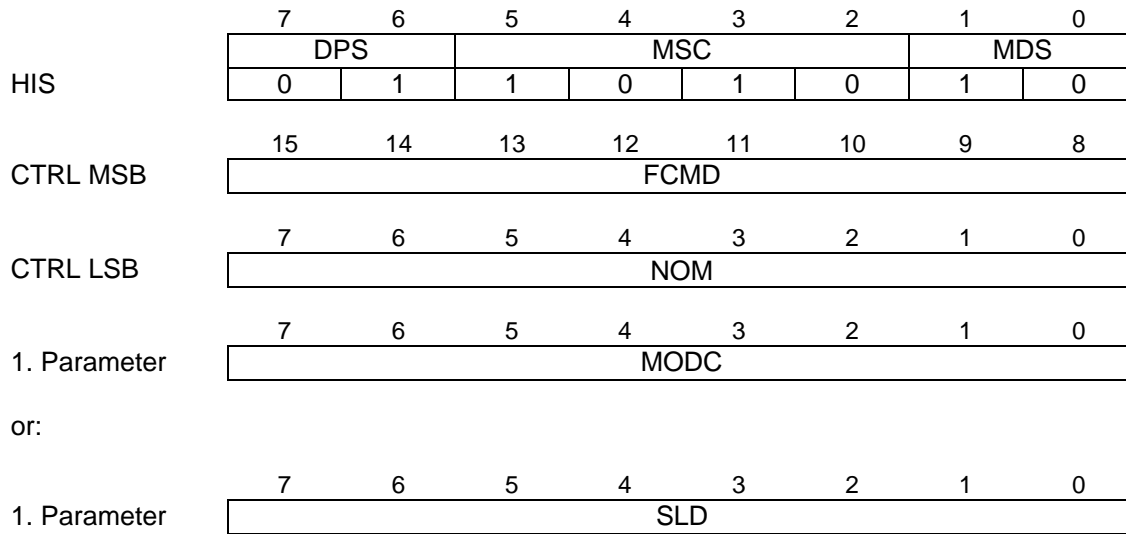 7 6 5 4 3 2 1 0
DPS MSC MDS
HIS 0 1 1 0 1 0 1 0
15 14 13 12 11 10 9 8
CTRL MSB FCMD
7 6 5 4 3 2 1 0
CTRL LSB NOM
7 6 5 4 3 2 1 0
1. Parameter MODC
or:
7 6 5 4 3 2 1 0
1. Parameter SLD